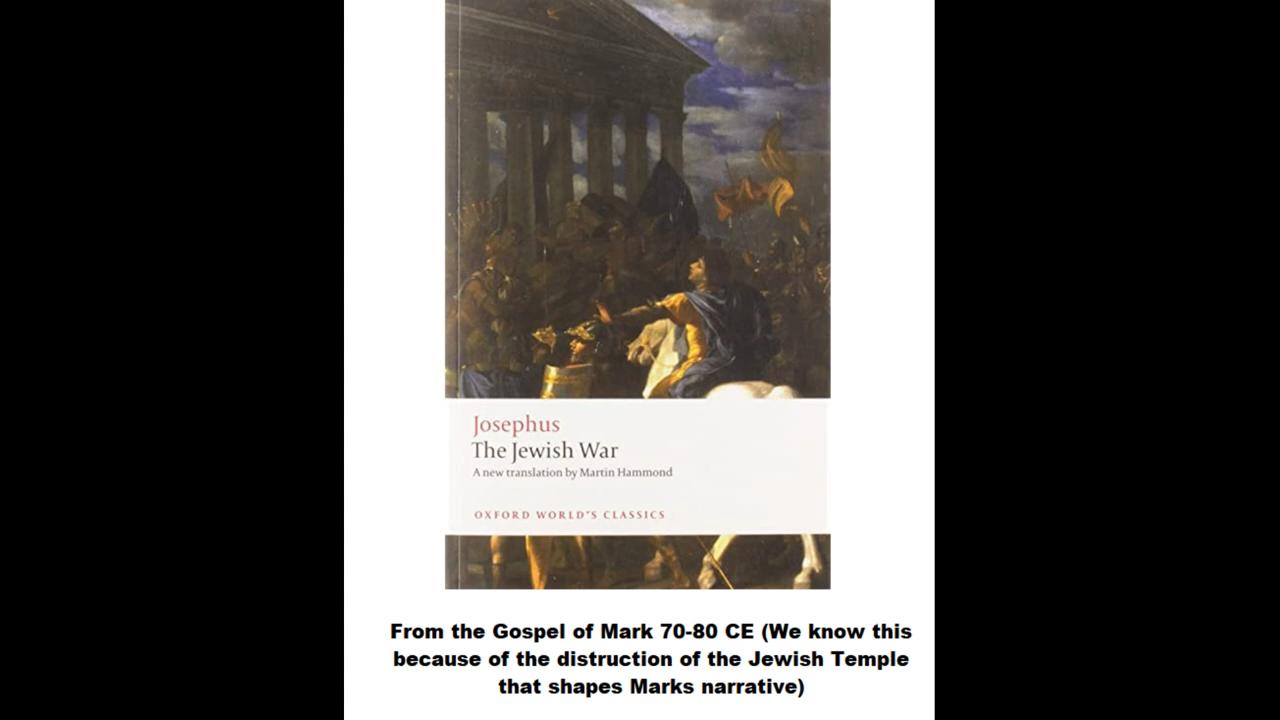 Josephus
The Jewish War
A new translation by Martin Hammond
OXFORD WORLD'S CLASSICS
From the Gospel of Mark 70-80 CE (We know this
because of the distruction of the Jewish Temple
that shapes Marks narrative)